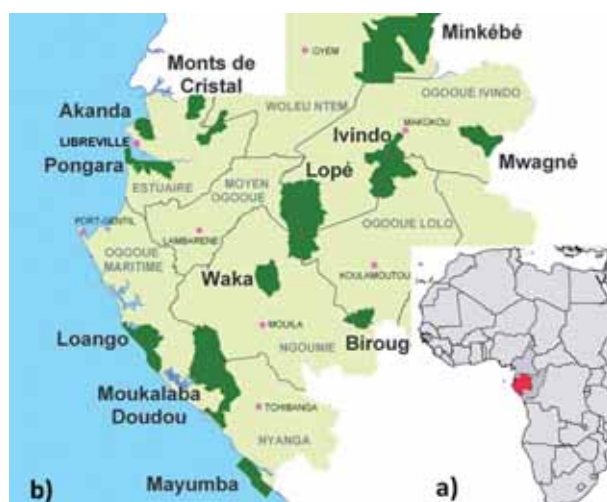 OYEM
Minkébé
Monts de
Cristal
OGOOUE IVINDO
WOLEU NTEM
Akanda
Ivindo
MAKOKOU
LIBREVILLE
Mwagné
Pongara
Lopé
ESTUAIRE
MOYEN
OGOOUE
OGOOUE LOLO
PORT-GENTIL
LAMBARENE
OGOOUE
MARITIME
Waka
KOULAMOUTOU
Loango
MOUILA
Biroug
NGOUNIE
Moukalaba
Doudou
TCHIBANGA
NYANGA
Mayumba
b)
a)